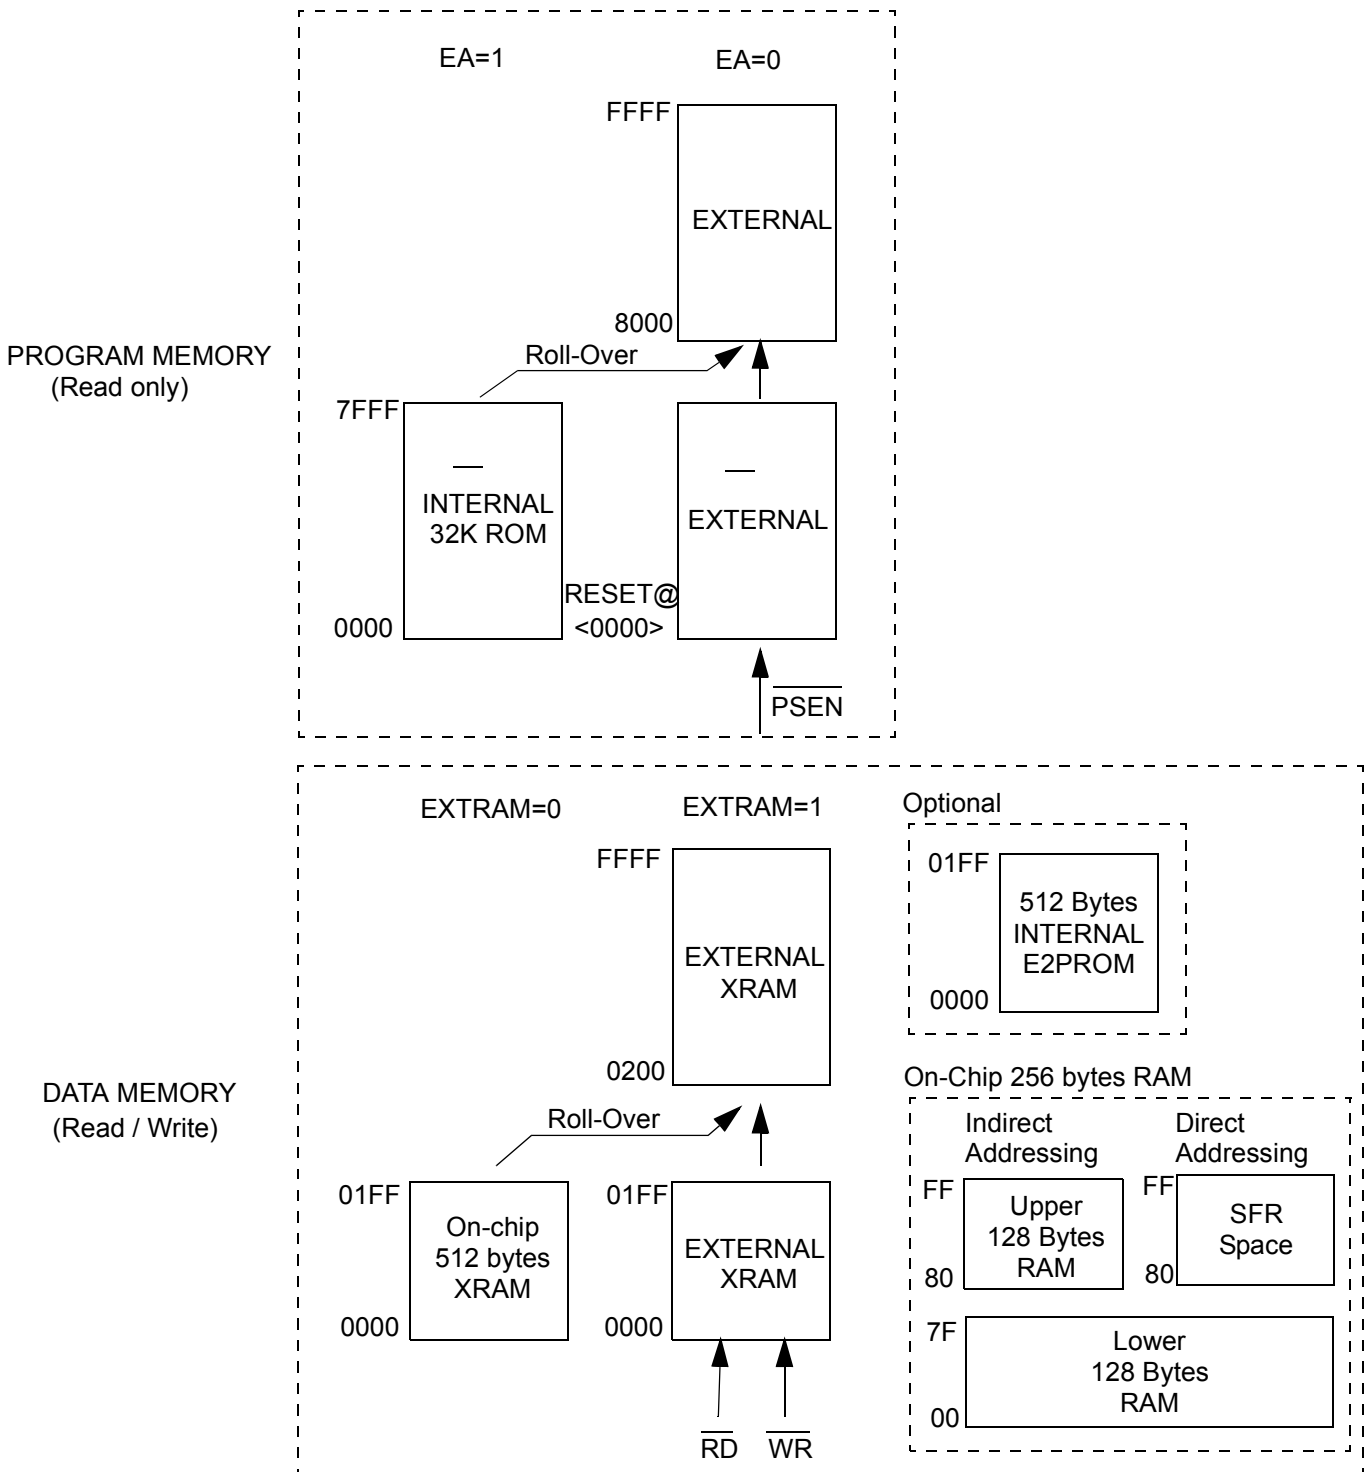 EA=1
EA=0
FFFF
EXTERNAL
8000
Roll-Over
PROGRAM MEMORY
(Read only)
7FFF
INTERNAL
32K ROM
EXTERNAL
RESET@
<0000>
0000
PSEN
EXTRAM=0
EXTRAM=1
Optional
FFFF
EXTERNAL
XRAM
0200
01FF
512 Bytes
INTERNAL
E2PROM
0000
DATA MEMORY
(Read / Write)
Roll-Over
01FF
On-chip
512 bytes
XRAM
0000
01FF
EXTERNAL
XRAM
0000
RD
WR
On-Chip 256 bytes RAM
Indirect
Addressing
Direct
Addressing
FF
Upper
128 Bytes
RAM
80
FF
SFR
Space
80
7F
Lower
128 Bytes
RAM
00